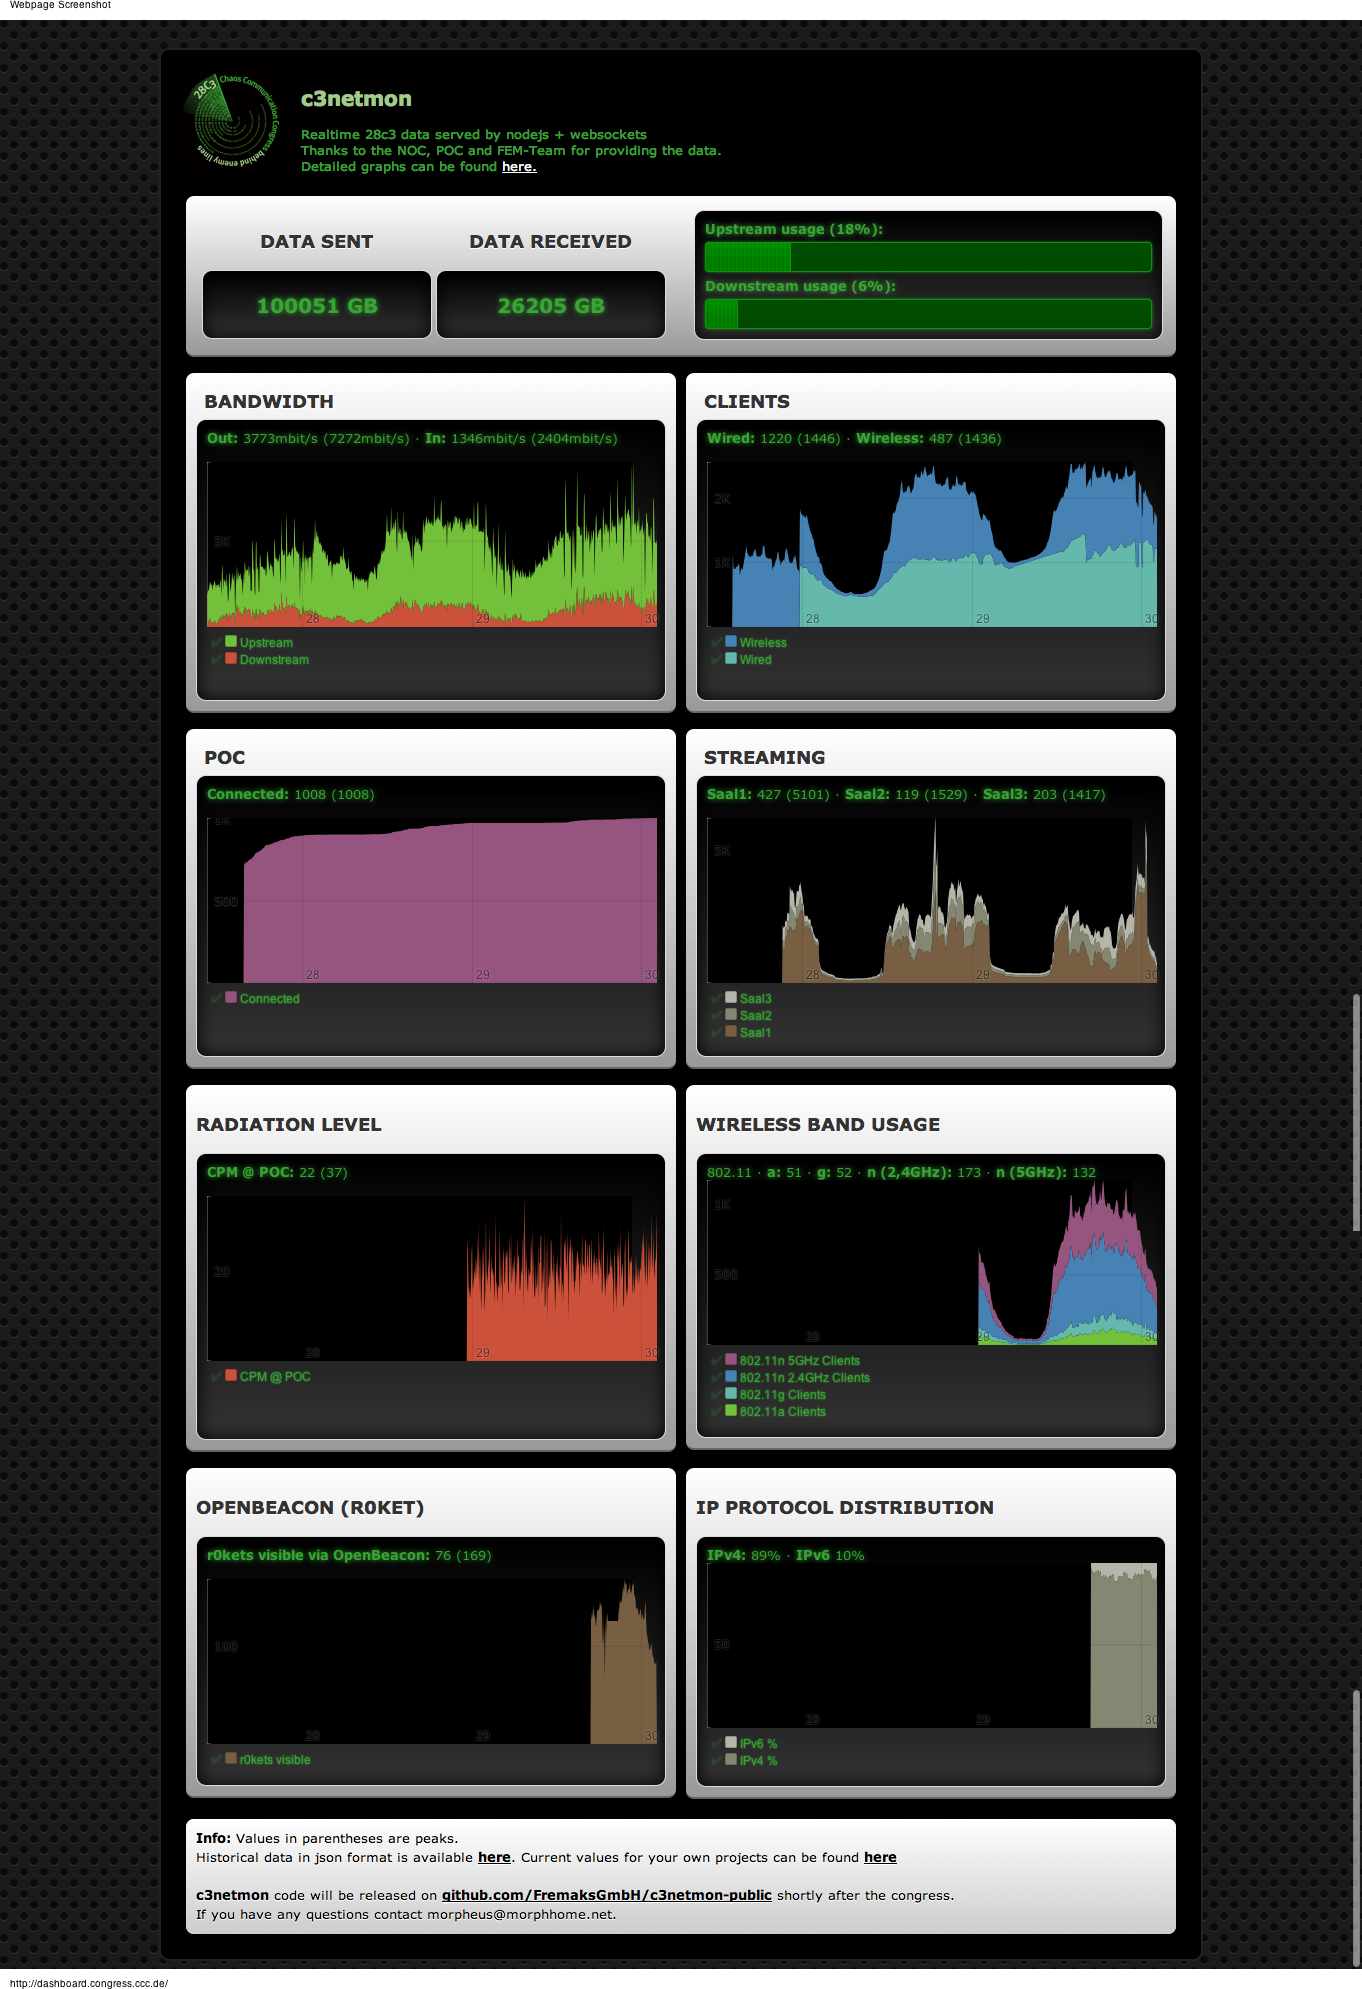 Webpage Screenshot
28C3 Chaos Communication Congress
behind enemy lines
c3netmon
Realtime 28c3 data served by nodejs + websockets
Thanks to the NOC, POC and FEM-Team for providing the data.
Detailed graphs can be found here.
DATA SENT
DATA RECEIVED
100051 GB
26205 GB
Upstream usage (18%):
Downstream usage (6%):
BANDWIDTH
Out: 3773mbit/s (7272mbit/s) · In: 1346mbit/s (2404mbit/s)
28 29 30
Upstream
Downstream
CLIENTS
Wired: 1220 (1446) · Wireless: 487 (1436)
2K
1K
28 29 30
Wireless
Wired
POC
Connected: 1008 (1008)
1K
500
28 29 30
Connected
STREAMING
Saal1: 427 (5101) · Saal2: 119 (1529) · Saal3: 203 (1417)
5K
28 29 30
Saal3
Saal2
Saal1
RADIATION LEVEL
CPM @ POC: 22 (37)
28 29 30
CPM @ POC
WIRELESS BAND USAGE
802.11 · a: 51 · g: 52 · n (2,4GHz): 173 · n (5GHz): 132
1K
500
28 29 30
802.11n 5GHz Clients
802.11n 2.4GHz Clients
802.11g Clients
802.11a Clients
OPENBEACON (R0KET)
r0kets visible via OpenBeacon: 76 (169)
100
28 29 30
r0kets visible
IP PROTOCOL DISTRIBUTION
IPv4: 89% · IPv6 10%
50
28 29 30
IPv6 %
IPv4 %
Info: Values in parentheses are peaks.
Historical data in json format is available here. Current values for your own projects can be found here
c3netmon code will be released on github.com/FremaksGmbH/c3netmon-public shortly after the congress.
If you have any questions contact morpheus@morphhome.net.
http://dashboard.congress.ccc.de/